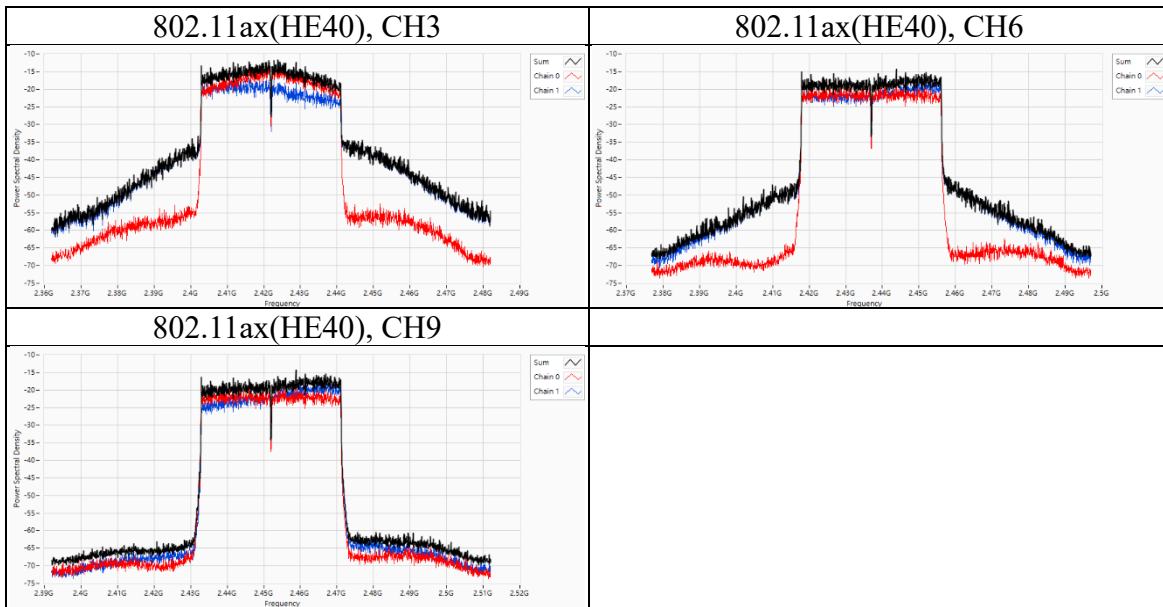 802.11ax(HE40), CH3
802.11ax(HE40), CH6
-10-
-15-
-20-
-25-
-30-
-35-
-40-
-45-
-50-
-55-
-60-
-65-
-70-
-75-
Power Spectral Density
2.36G 2.37G 2.38G 2.39G 2.4G 2.41G 2.42G 2.43G 2.44G 2.45G 2.46G 2.47G 2.48G 2.49G
Frequency
Sum
Chain 0
Chain 1
-10-
-15-
-20-
-25-
-30-
-35-
-40-
-45-
-50-
-55-
-60-
-65-
-70-
-75-
Power Spectral Density
2.37G 2.38G 2.39G 2.4G 2.41G 2.42G 2.43G 2.44G 2.45G 2.46G 2.47G 2.48G 2.49G 2.5G
Frequency
Sum
Chain 0
Chain 1
802.11ax(HE40), CH9
-10-
-15-
-20-
-25-
-30-
-35-
-40-
-45-
-50-
-55-
-60-
-65-
-70-
-75-
Power Spectral Density
2.39G 2.4G 2.41G 2.42G 2.43G 2.44G 2.45G 2.46G 2.47G 2.48G 2.49G 2.5G 2.51G 2.52G
Frequency
Sum
Chain 0
Chain 1